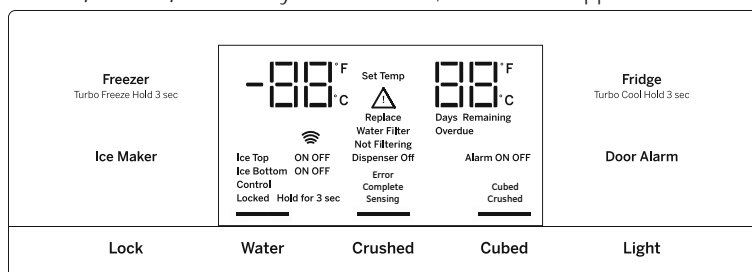 Freezer
Turbo Freeze Hold 3 sec
Ice Maker
-88 °F °C
Set Temp
88 °F °C
Replace
Water Filter
Not Filtering
Dispenser Off
Error
Complete
Sensing
Days Remaining
Overdue
Ice Top ON OFF
Ice Bottom ON OFF
Control
Locked Hold for 3 sec
Alarm ON OFF
Cubed
Crushed
Fridge
Turbo Cool Hold 3 sec
Door Alarm
Lock Water Crushed Cubed Light